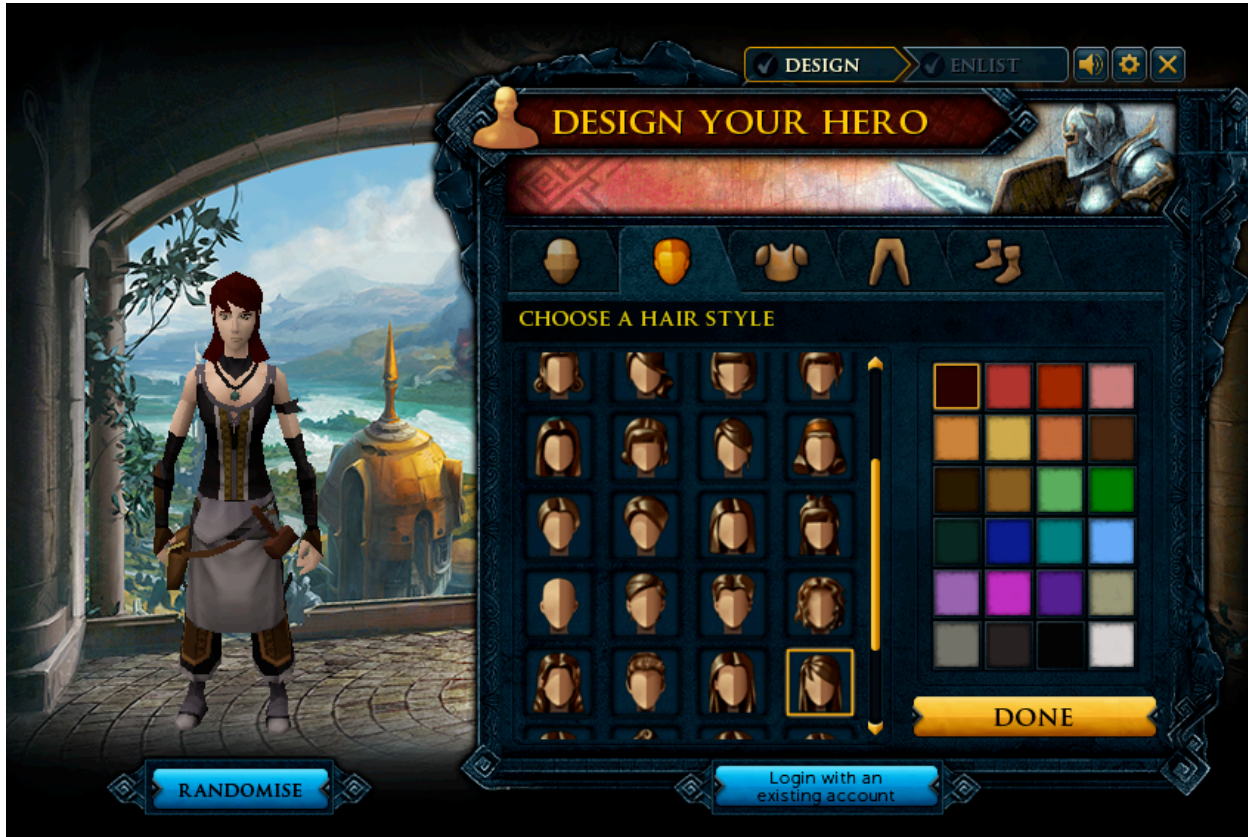 DESIGN
ENLIST
DESIGN YOUR HERO
CHOOSE A HAIR STYLE
DONE
RANDOMISE
Login with an
existing account